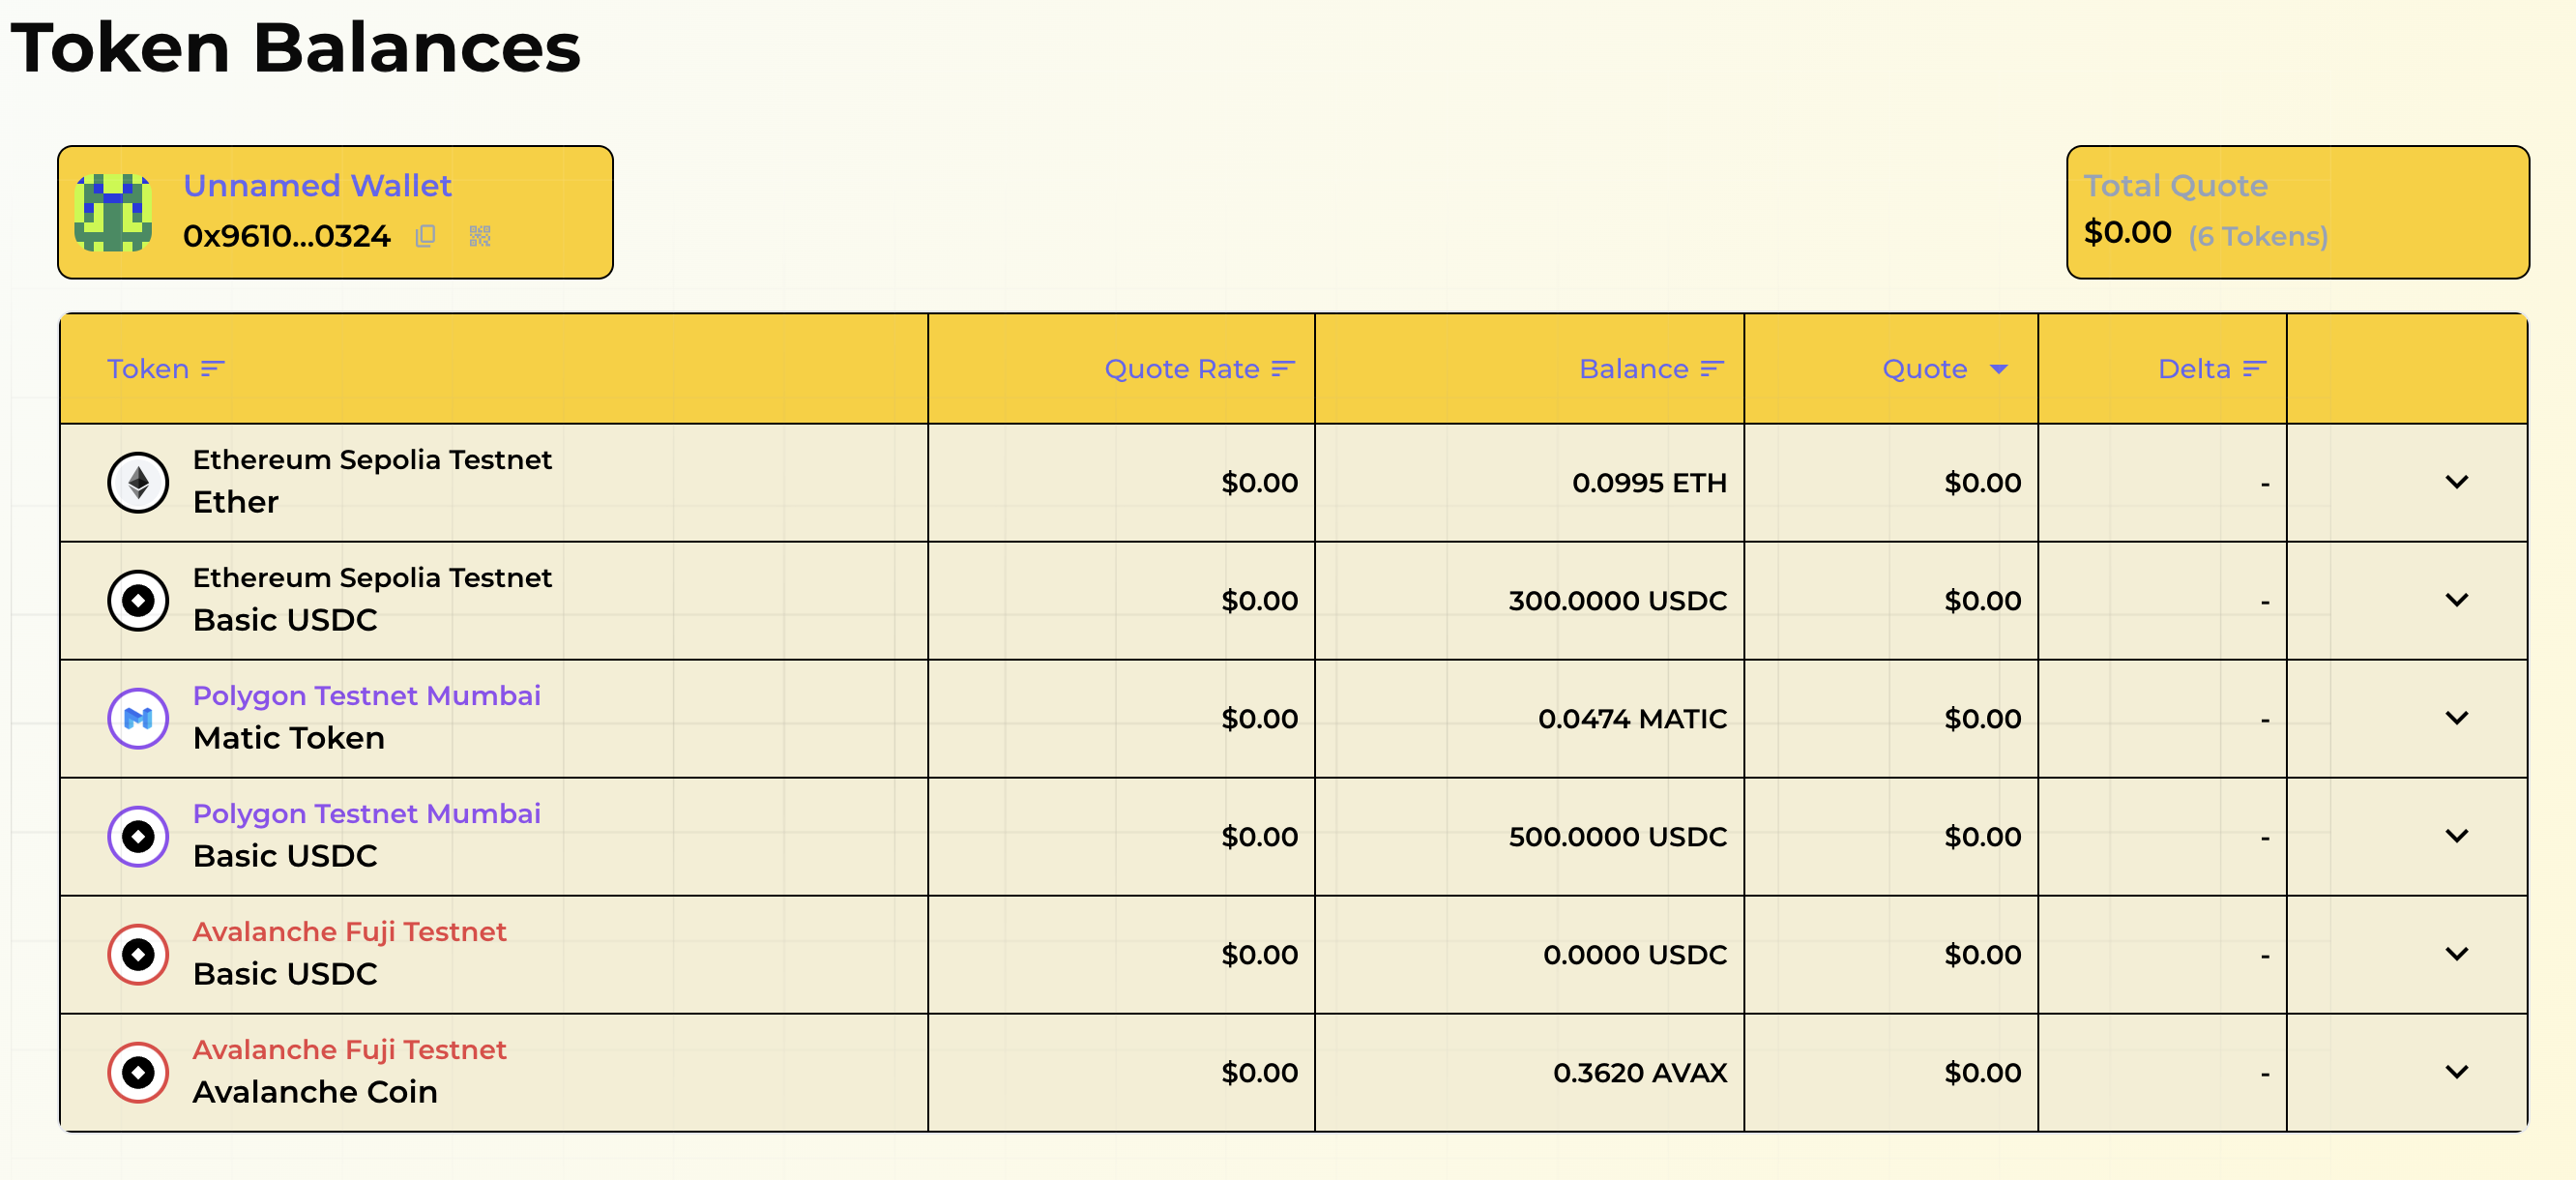 Token Balances
Unnamed Wallet
0x9610...0324
Total Quote
$0.00 (6 Tokens)
Token Quote Rate Balance Quote Delta
Ethereum Sepolia Testnet
Ether
$0.00 0.0995 ETH $0.00 -
Ethereum Sepolia Testnet
Basic USDC
$0.00 300.0000 USDC $0.00 -
Polygon Testnet Mumbai
Matic Token
$0.00 0.0474 MATIC $0.00 -
Polygon Testnet Mumbai
Basic USDC
$0.00 500.0000 USDC $0.00 -
Avalanche Fuji Testnet
Basic USDC
$0.00 0.0000 USDC $0.00 -
Avalanche Fuji Testnet
Avalanche Coin
$0.00 0.3620 AVAX $0.00 -